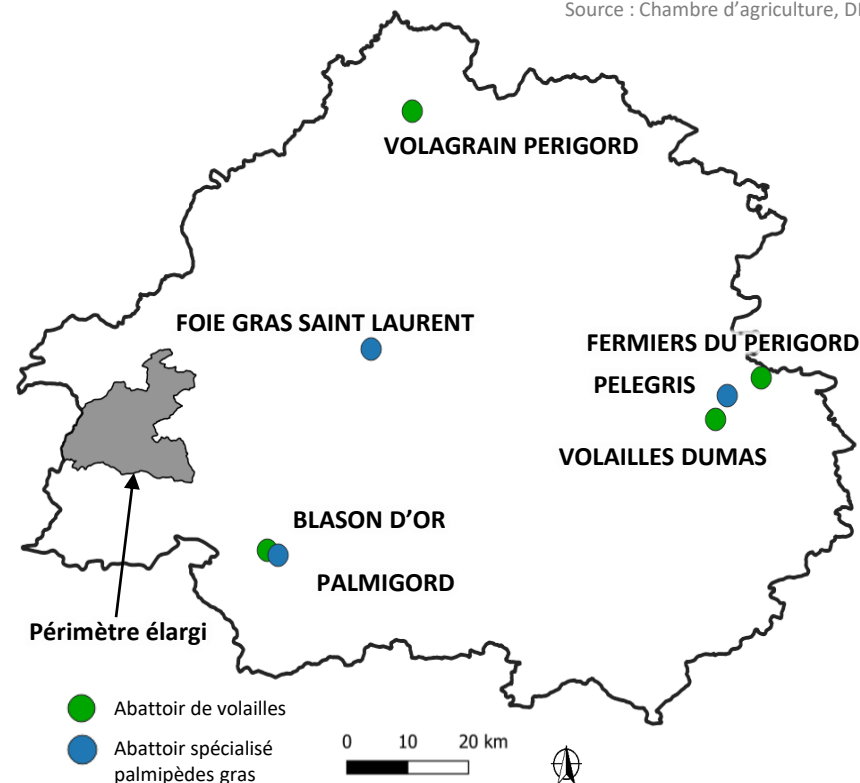 Source : Chambre d'agriculture,
VOLAGRAIN PERIGORD
FOIE GRAS SAINT LAURENT
FERMIERS DU PERIGORD
PELEGRIS
VOLAILLES DUMAS
BLASON D'OR
PALMIGORD
Périmètre élargi
Abattoir de volailles
Abattoir spécialisé
palmipèdes gras
0 10 20 km